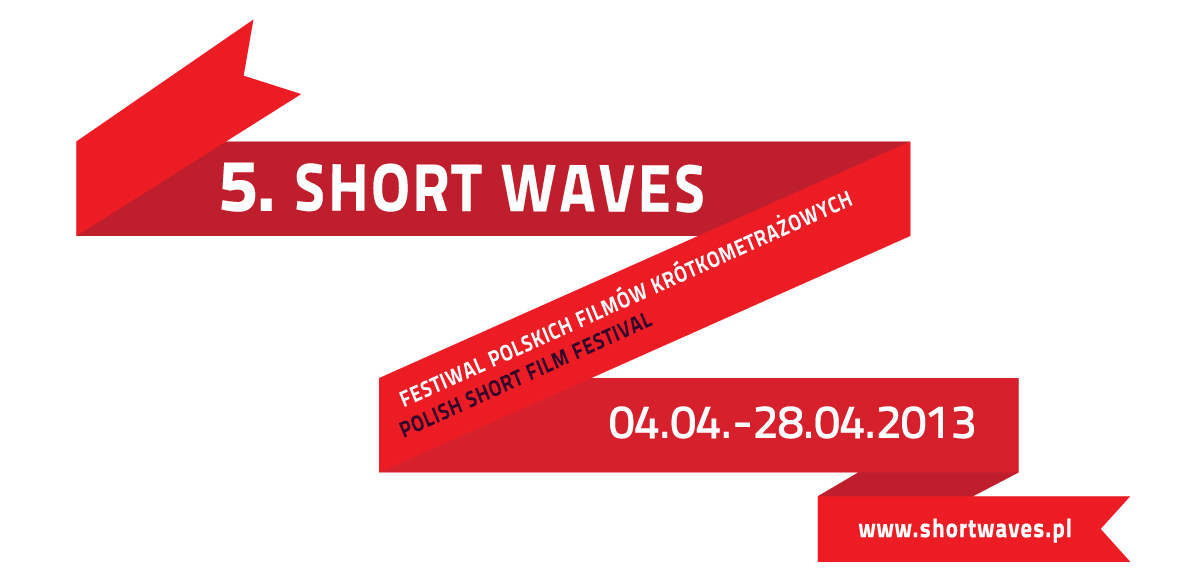 5. SHORT WAVES
FESTIWAL POLSKICH FILMÓW KRÓTKOMETRAŻOWYCH
POLISH SHORT FILM FESTIVAL
04.04.-28.04.2013
www.shortwaves.pl